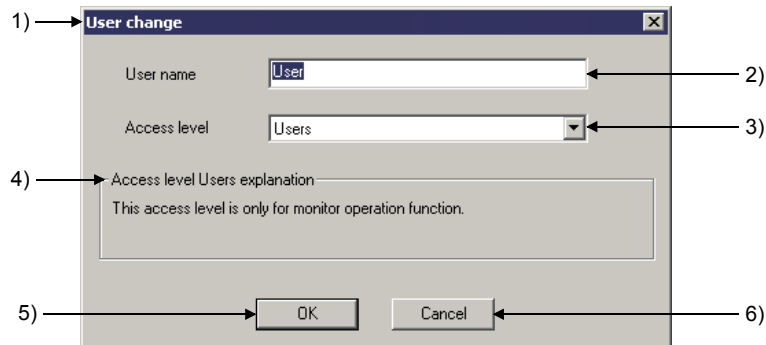 1) User change
User name User 2)
Access level Users 3)
4) Access level Users explanation
This access level is only for monitor operation function.
5) OK Cancel 6)